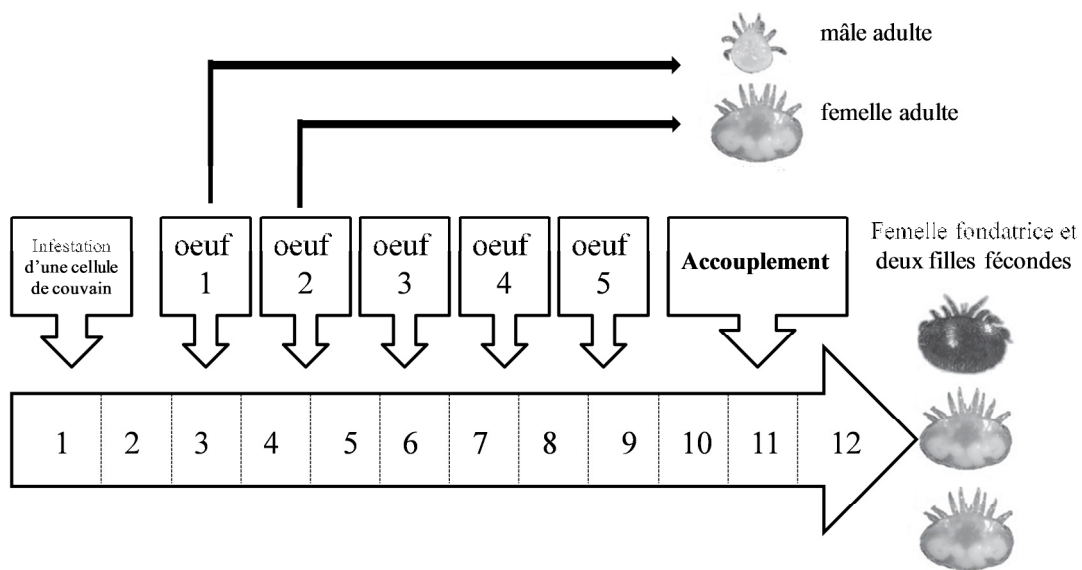 mâle adulte
femelle adulte
Infestation
d'une cellule
de couvain
oeuf
1
oeuf
2
oeuf
3
oeuf
4
oeuf
5
Accouplement
Femelle fondatrice et
deux filles fécondes
1 2 3 4 5 6 7 8 9 10 11 12